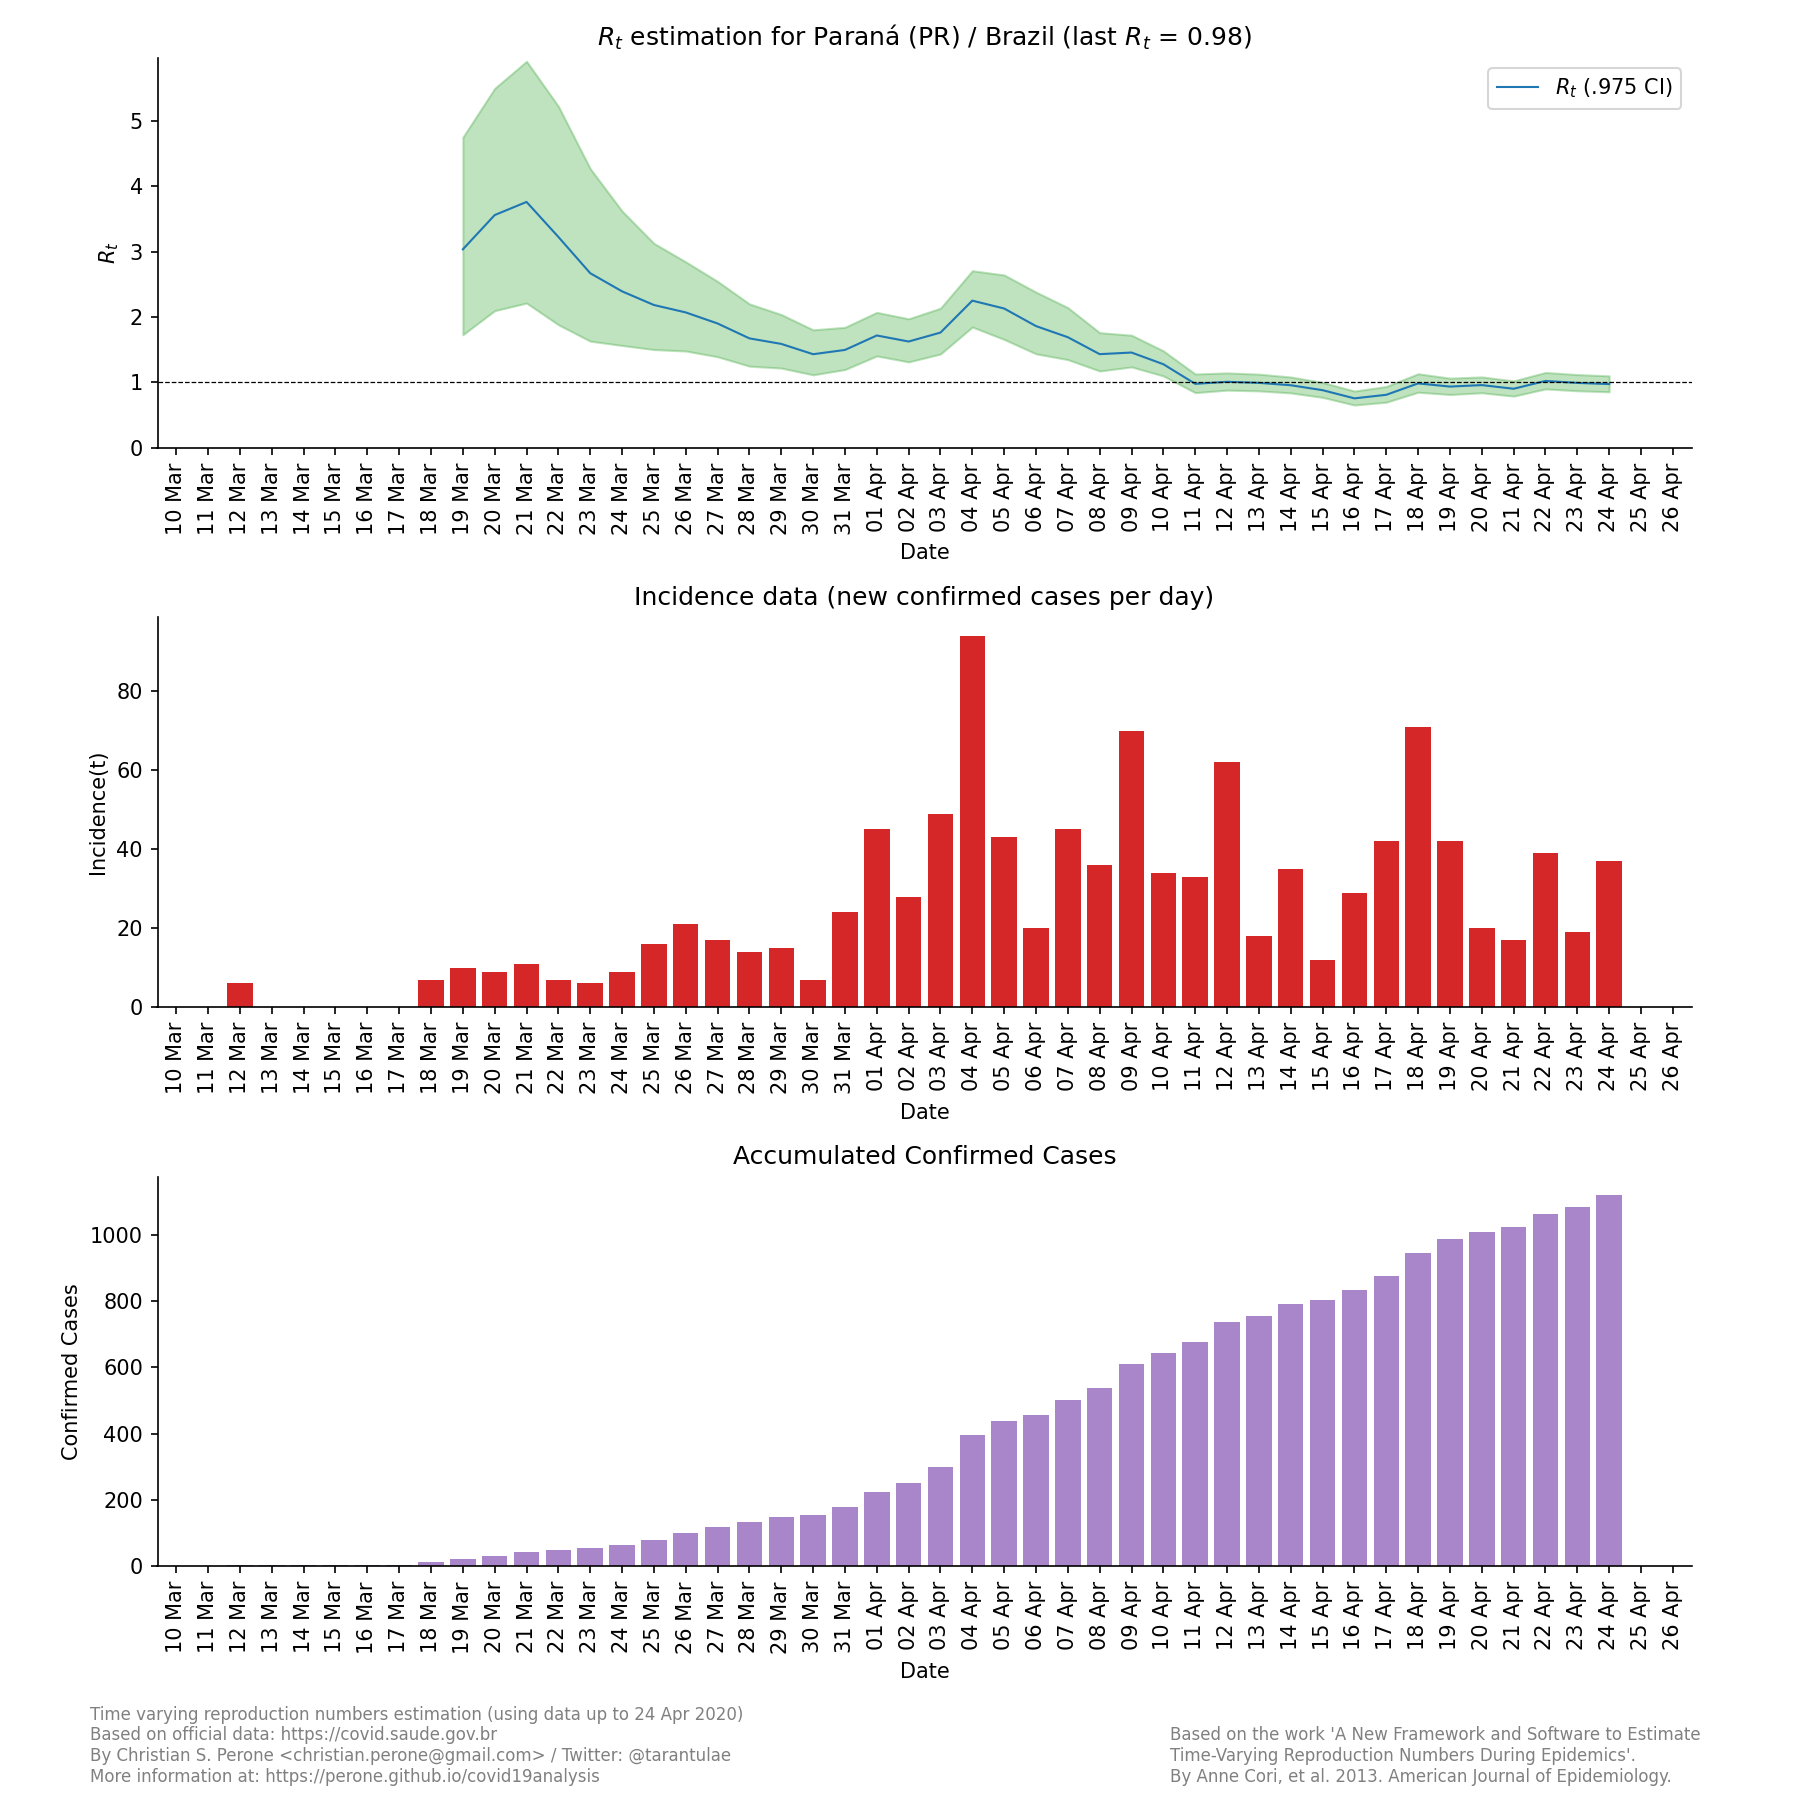 Rt estimation for Paraná (PR) / Brazil (last Rt = 0.98)
Rt (.975 CI)
Rt
5
4
3
2
1
0
10 Mar 11 Mar 12 Mar 13 Mar 14 Mar 15 Mar 16 Mar 17 Mar 18 Mar 19 Mar 20 Mar 21 Mar 22 Mar 23 Mar 24 Mar 25 Mar 26 Mar 27 Mar 28 Mar 29 Mar 30 Mar 31 Mar 01 Apr 02 Apr 03 Apr 04 Apr 05 Apr 06 Apr 07 Apr 08 Apr 09 Apr 10 Apr 11 Apr 12 Apr 13 Apr 14 Apr 15 Apr 16 Apr 17 Apr 18 Apr 19 Apr 20 Apr 21 Apr 22 Apr 23 Apr 24 Apr 25 Apr 26 Apr
Date
Incidence data (new confirmed cases per day)
Incidence(t)
80
60
40
20
0
10 Mar 11 Mar 12 Mar 13 Mar 14 Mar 15 Mar 16 Mar 17 Mar 18 Mar 19 Mar 20 Mar 21 Mar 22 Mar 23 Mar 24 Mar 25 Mar 26 Mar 27 Mar 28 Mar 29 Mar 30 Mar 31 Mar 01 Apr 02 Apr 03 Apr 04 Apr 05 Apr 06 Apr 07 Apr 08 Apr 09 Apr 10 Apr 11 Apr 12 Apr 13 Apr 14 Apr 15 Apr 16 Apr 17 Apr 18 Apr 19 Apr 20 Apr 21 Apr 22 Apr 23 Apr 24 Apr 25 Apr 26 Apr
Date
Accumulated Confirmed Cases
Confirmed Cases
1000
800
600
400
200
0
10 Mar 11 Mar 12 Mar 13 Mar 14 Mar 15 Mar 16 Mar 17 Mar 18 Mar 19 Mar 20 Mar 21 Mar 22 Mar 23 Mar 24 Mar 25 Mar 26 Mar 27 Mar 28 Mar 29 Mar 30 Mar 31 Mar 01 Apr 02 Apr 03 Apr 04 Apr 05 Apr 06 Apr 07 Apr 08 Apr 09 Apr 10 Apr 11 Apr 12 Apr 13 Apr 14 Apr 15 Apr 16 Apr 17 Apr 18 Apr 19 Apr 20 Apr 21 Apr 22 Apr 23 Apr 24 Apr 25 Apr 26 Apr
Date
Time varying reproduction numbers estimation (using data up to 24 Apr 2020)
Based on official data: https://covid.saude.gov.br
By Christian S. Perone <christian.perone@gmail.com> / Twitter: @tarantulae
More information at: https://perone.github.io/covid19analysis
Based on the work 'A New Framework and Software to Estimate
Time-Varying Reproduction Numbers During Epidemics'.
By Anne Cori, et al. 2013. American Journal of Epidemiology.